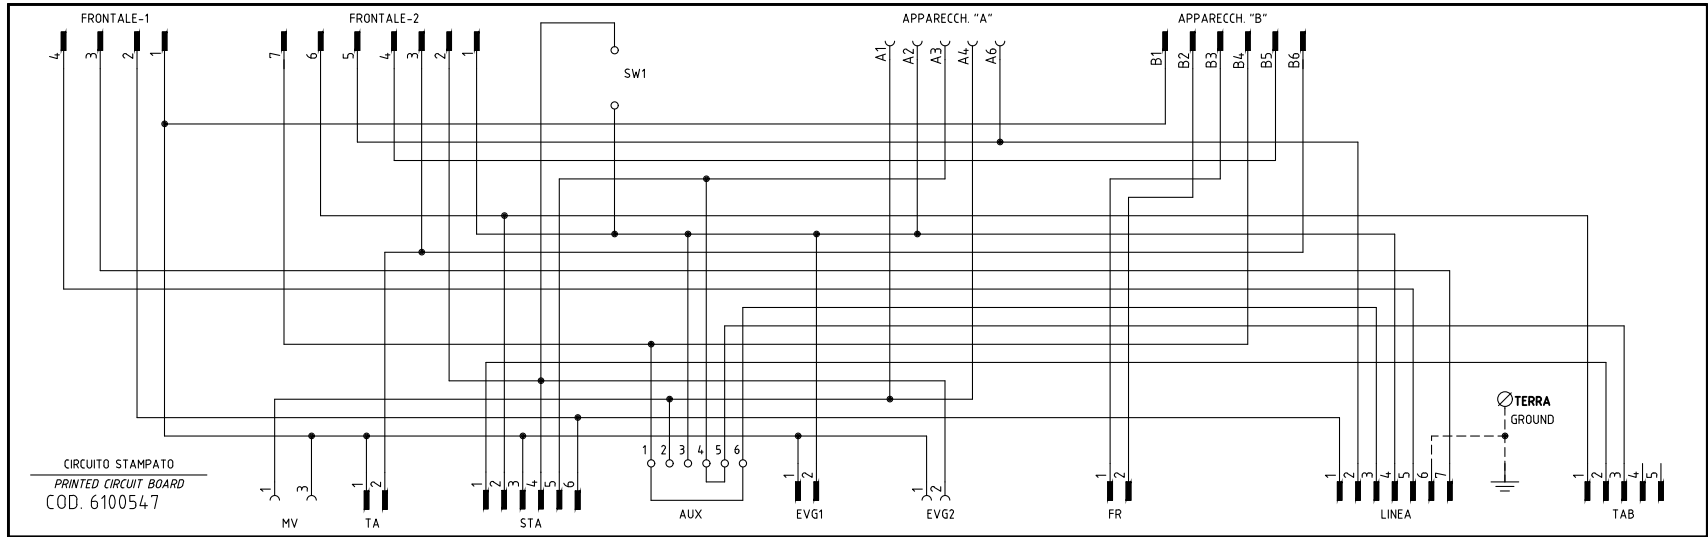 FRONTALE-1 FRONTALE-2 APPARECCH. "A" APPARECCH. "B"
4 3 2 1 7 6 5 4 3 2 1 A1 A2 A3 A4 A6 B1 B2 B3 B4 B5 B6
SW1
TERRA
GROUND
1 2 3 4 5 6
CIRCUITO STAMPATO
PRINTED CIRCUIT BOARD
COD. 6100547
1 3 1 2 1 2 3 4 5 6 1 2 1 2 1 2 1 2 3 4 5 6 7 1 2 3 4 5
MV TA STA AUX EVG1 EVG2 FR LINEA TAB